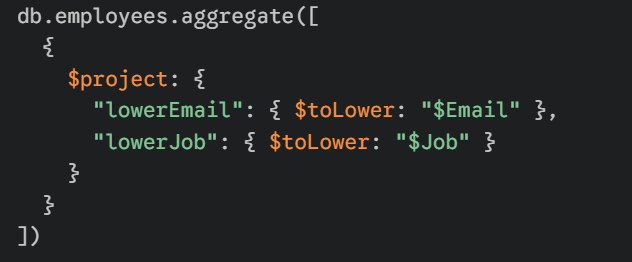 db.employees.aggregate([
  {
    $project: {
      "lowerEmail": { $toLower: "$Email" },
      "lowerJob": { $toLower: "$Job" }
    }
  }
])